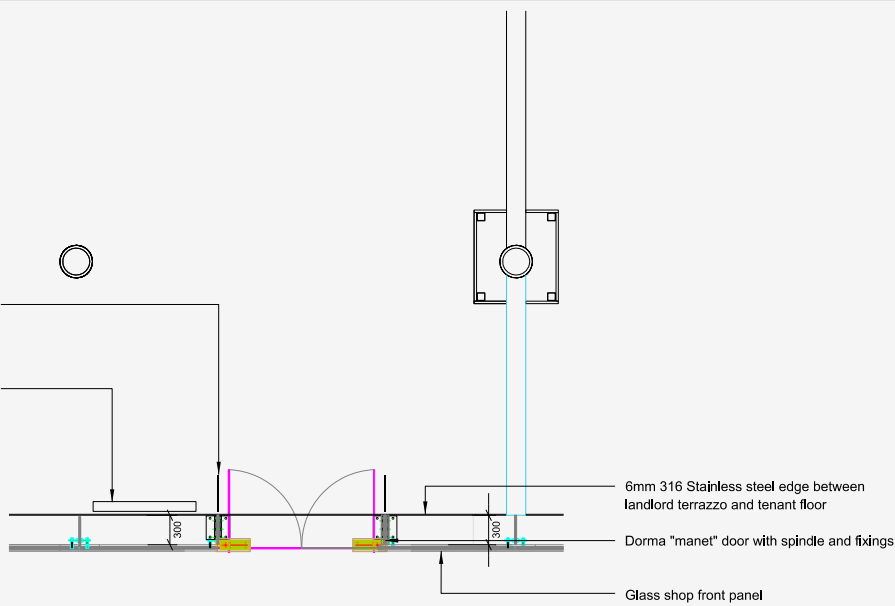 6mm 316 Stainless steel edge between
landlord terrazzo and tenant floor
300
300
Dorma "manet" door with spindle and fixings
Glass shop front panel